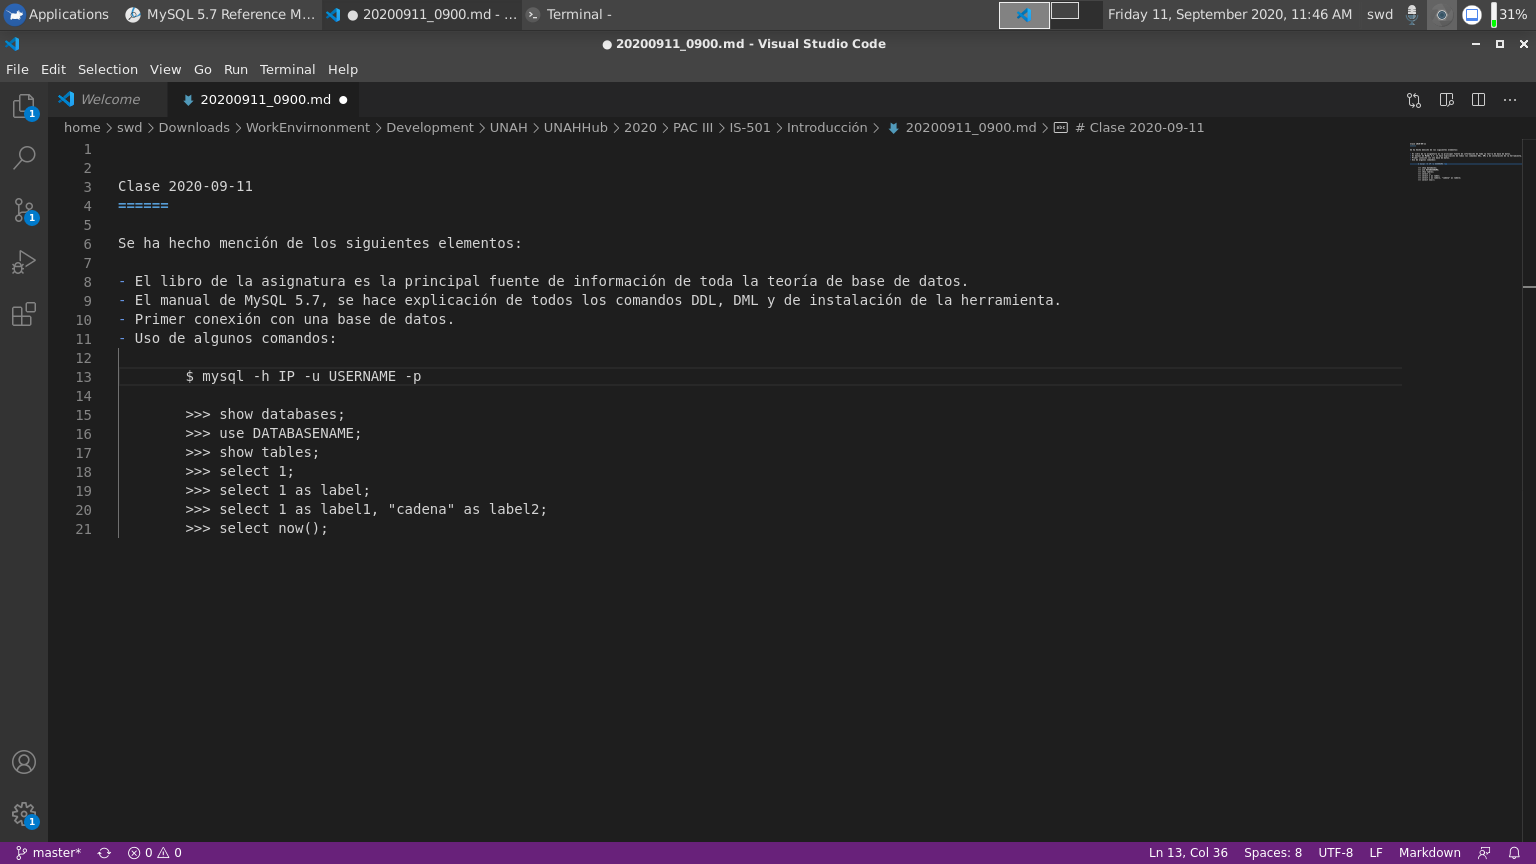 Applications MySQL 5.7 Reference M... ● 20200911_0900.md - ... Terminal - Friday 11, September 2020, 11:46 AM swd 31%
● 20200911_0900.md - Visual Studio Code
File Edit Selection View Go Run Terminal Help
Welcome 20200911_0900.md ●
home > swd > Downloads > WorkEnvirnonment > Development > UNAH > UNAHHub > 2020 > PAC III > IS-501 > Introducción > 20200911_0900.md > # Clase 2020-09-11
1
2
3 Clase 2020-09-11
4 ======
5
6 Se ha hecho mención de los siguientes elementos:
7
8 - El libro de la asignatura es la principal fuente de información de toda la teoría de base de datos.
9 - El manual de MySQL 5.7, se hace explicación de todos los comandos DDL, DML y de instalación de la herramienta.
10 - Primer conexión con una base de datos.
11 - Uso de algunos comandos:
12
13 $ mysql -h IP -u USERNAME -p
14
15 >>> show databases;
16 >>> use DATABASENAME;
17 >>> show tables;
18 >>> select 1;
19 >>> select 1 as label;
20 >>> select 1 as label1, "cadena" as label2;
21 >>> select now();
1
1
1
master* 0 0 Ln 13, Col 36 Spaces: 8 UTF-8 LF Markdown